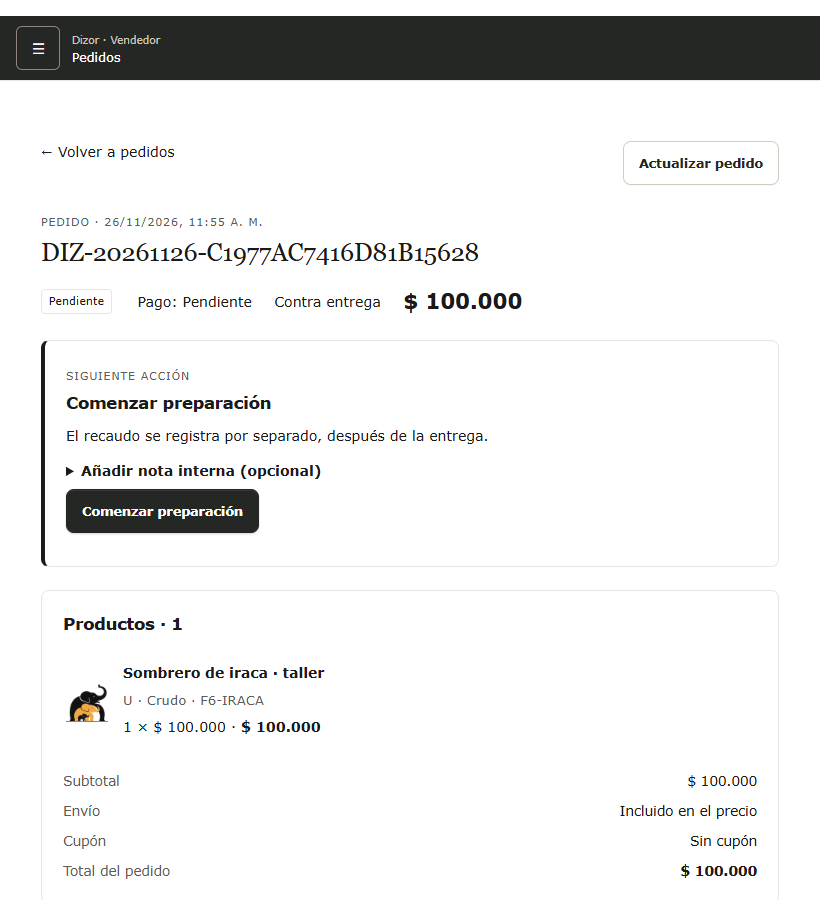 ☰
Dizor · Vendedor
Pedidos
← Volver a pedidos
Actualizar pedido
PEDIDO · 26/11/2026, 11:55 A. M.
DIZ-20261126-C1977AC7416D81B15628
Pendiente Pago: Pendiente Contra entrega $ 100.000
SIGUIENTE ACCIÓN
Comenzar preparación
El recaudo se registra por separado, después de la entrega.
▶ Añadir nota interna (opcional)
Comenzar preparación
Productos · 1
Sombrero de iraca · taller
U · Crudo · F6-IRACA
1 × $ 100.000 · $ 100.000
Subtotal $ 100.000
Envío Incluido en el precio
Cupón Sin cupón
Total del pedido $ 100.000